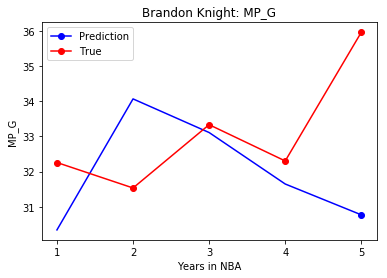 Brandon Knight: MP_G
Prediction
True
36
35
34
33
32
31
MP_G
1
2
3
4
5
Years in NBA